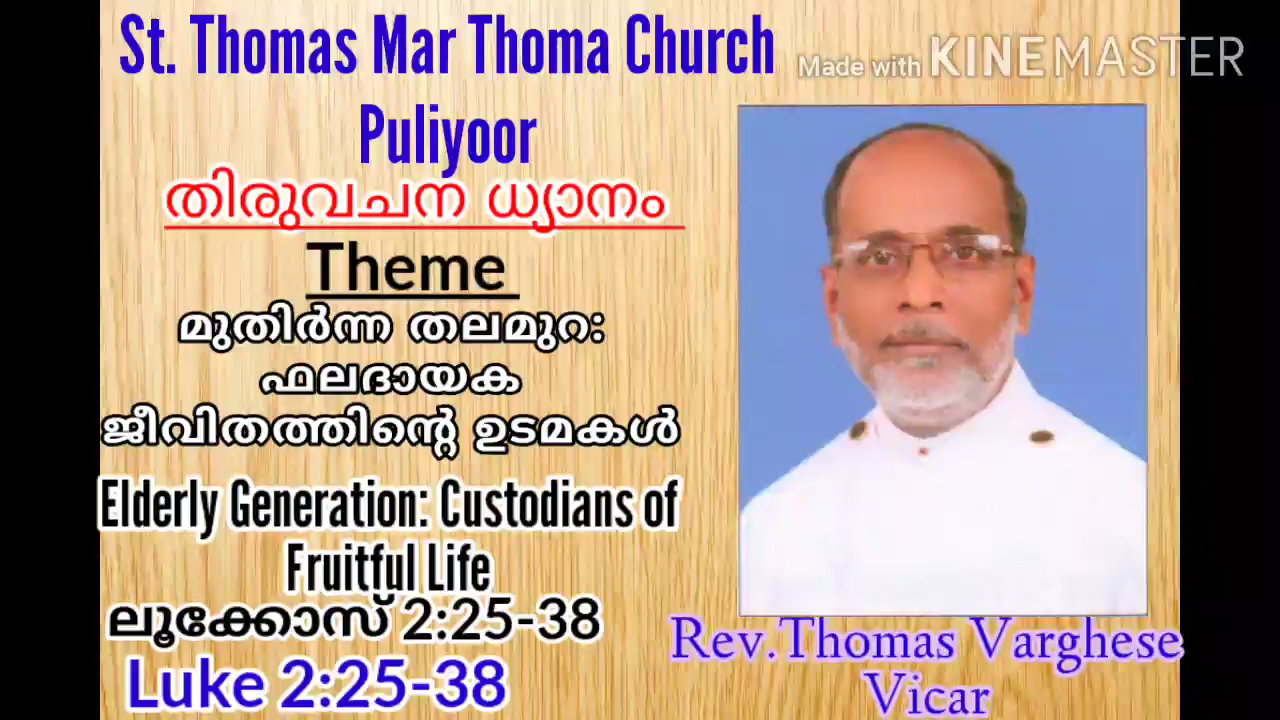 St. Thomas Mar Thoma Church
Made with KINEMASTER
Puliyoor
തിരുവചന ധ്യാനം
Theme
മുതിർന്ന തലമുറ:
ഫലദായക
ജീവിതത്തിന്റെ ഉടമകൾ
Elderly Generation: Custodians of
Fruitful Life
ലൂക്കോസ് 2:25-38
Luke 2:25-38
Rev.Thomas Varghese
Vicar